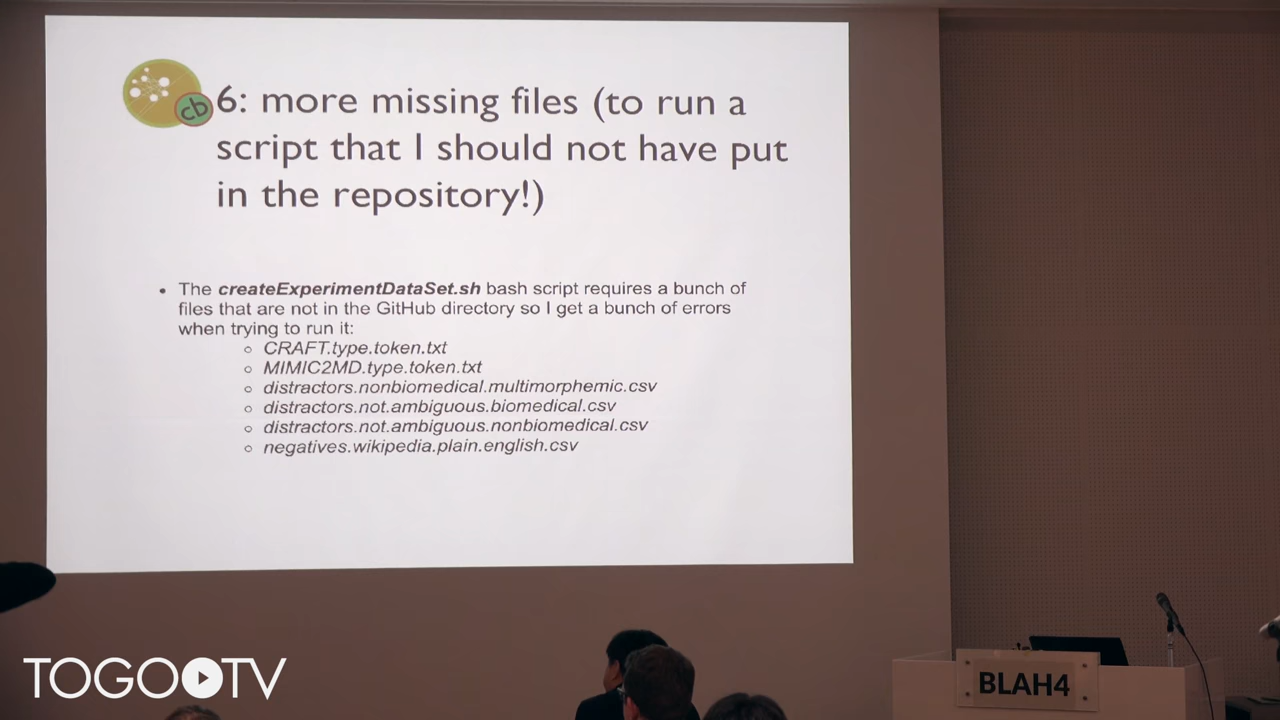 cb
6: more missing files (to run a
script that I should not have put
in the repository!)
• The createExperimentDataSet.sh bash script requires a bunch of
files that are not in the GitHub directory so I get a bunch of errors
when trying to run it:
○ CRAFT.type.token.txt
○ MIMIC2MD.type.token.txt
○ distractors.nonbiomedical.multimorphemic.csv
○ distractors.not.ambiguous.biomedical.csv
○ distractors.not.ambiguous.nonbiomedical.csv
○ negatives.wikipedia.plain.english.csv
TOGOTV
BLAH4